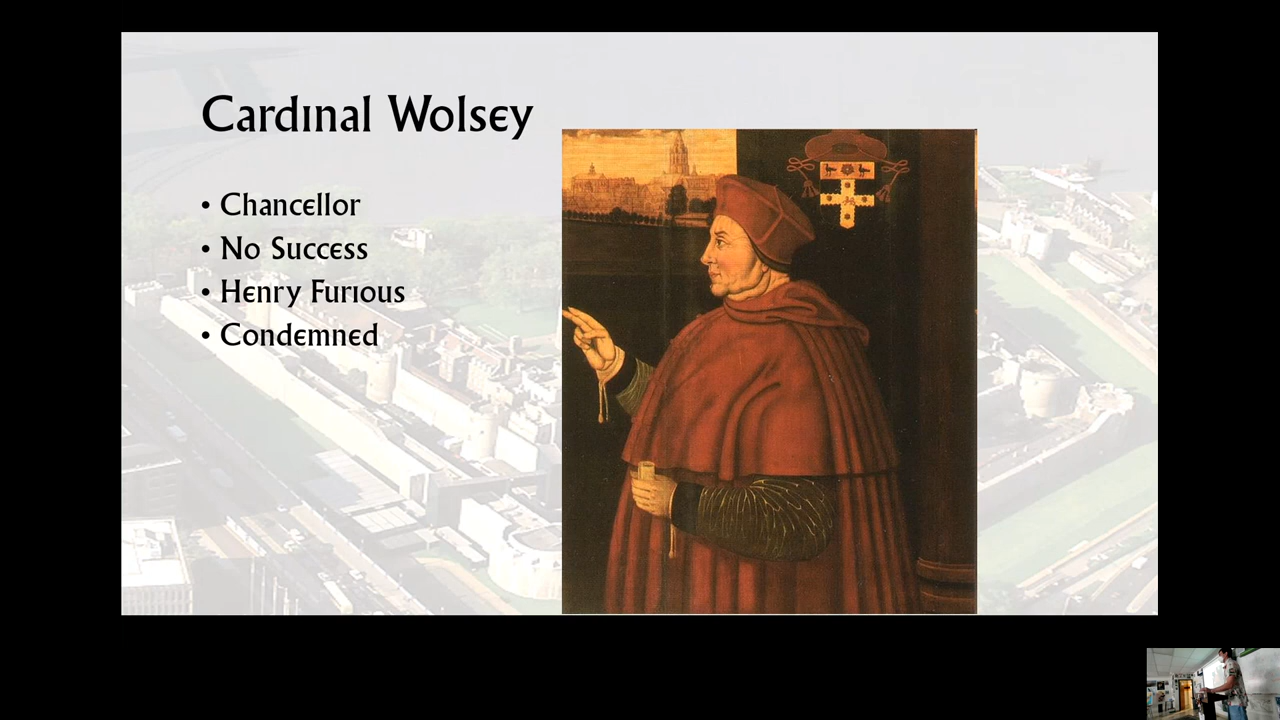 Cardinal Wolsey
• Chancellor
• No Success
• Henry Furious
• Condemned